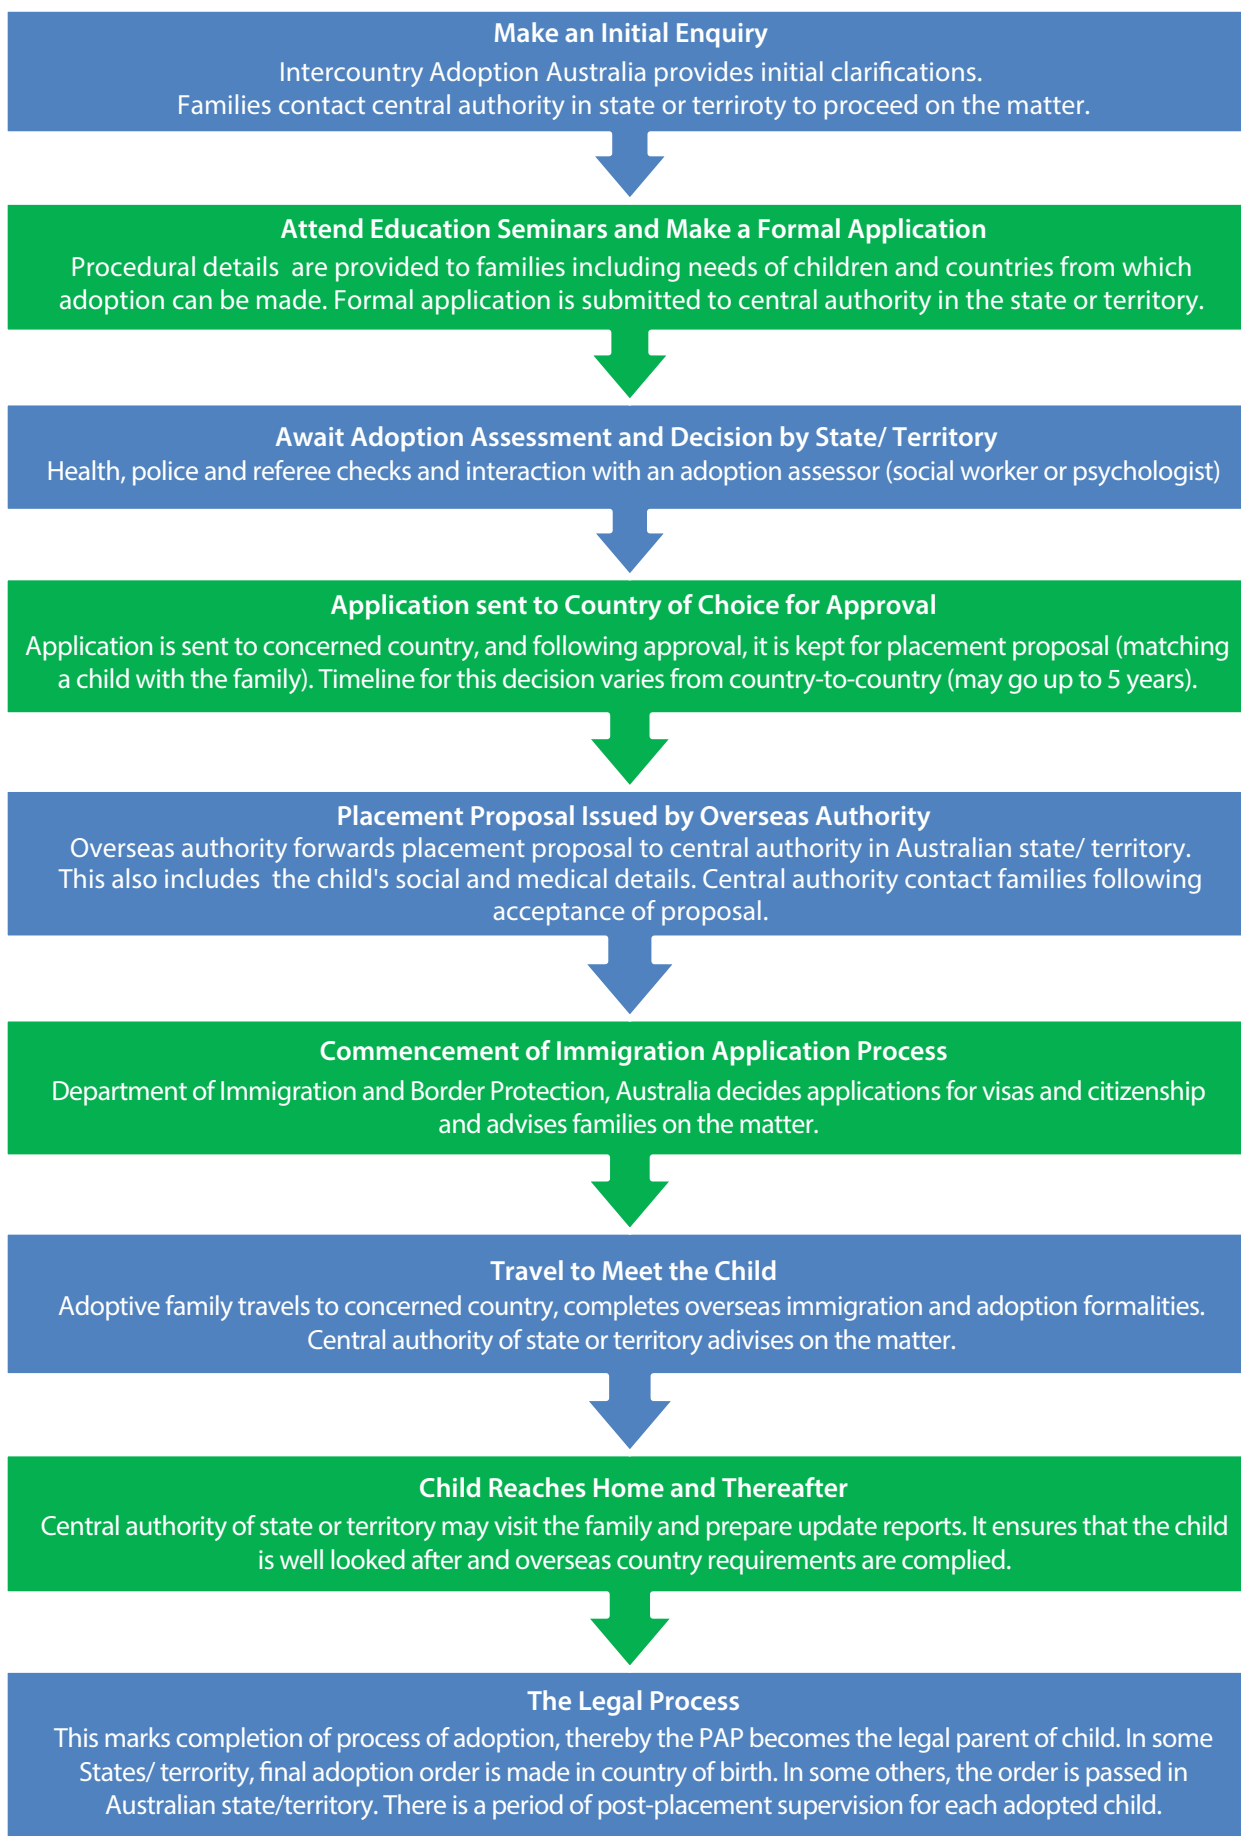 Make an Initial Enquiry
Intercountry Adoption Australia provides initial clarifications.
Families contact central authority in state or terriroty to proceed on the matter.
Attend Education Seminars and Make a Formal Application
Procedural details are provided to families including needs of children and countries from which
adoption can be made. Formal application is submitted to central authority in the state or territory.
Await Adoption Assessment and Decision by State/ Territory
Health, police and referee checks and interaction with an adoption assessor (social worker or psychologist)
Application sent to Country of Choice for Approval
Application is sent to concerned country, and following approval, it is kept for placement proposal (matching
a child with the family). Timeline for this decision varies from country-to-country (may go up to 5 years).
Placement Proposal Issued by Overseas Authority
Overseas authority forwards placement proposal to central authority in Australian state/ territory.
This also includes the child's social and medical details. Central authority contact families following
acceptance of proposal.
Commencement of Immigration Application Process
Department of Immigration and Border Protection, Australia decides applications for visas and citizenship
and advises families on the matter.
Travel to Meet the Child
Adoptive family travels to concerned country, completes overseas immigration and adoption formalities.
Central authority of state or territory adivises on the matter.
Child Reaches Home and Thereafter
Central authority of state or territory may visit the family and prepare update reports. It ensures that the child
is well looked after and overseas country requirements are complied.
The Legal Process
This marks completion of process of adoption, thereby the PAP becomes the legal parent of child. In some
States/ terrority, final adoption order is made in country of birth. In some others, the order is passed in
Australian state/territory. There is a period of post-placement supervision for each adopted child.